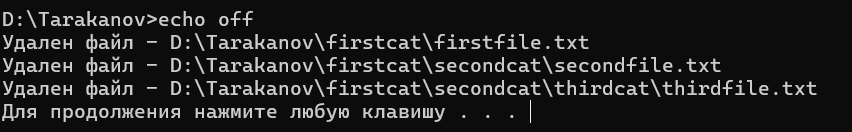 D:\Tarakanov>echo off
Удален файл - D:\Tarakanov\firstcat\firstfile.txt
Удален файл - D:\Tarakanov\firstcat\secondcat\secondfile.txt
Удален файл - D:\Tarakanov\firstcat\secondcat\thirdcat\thirdfile.txt
Для продолжения нажмите любую клавишу . . .